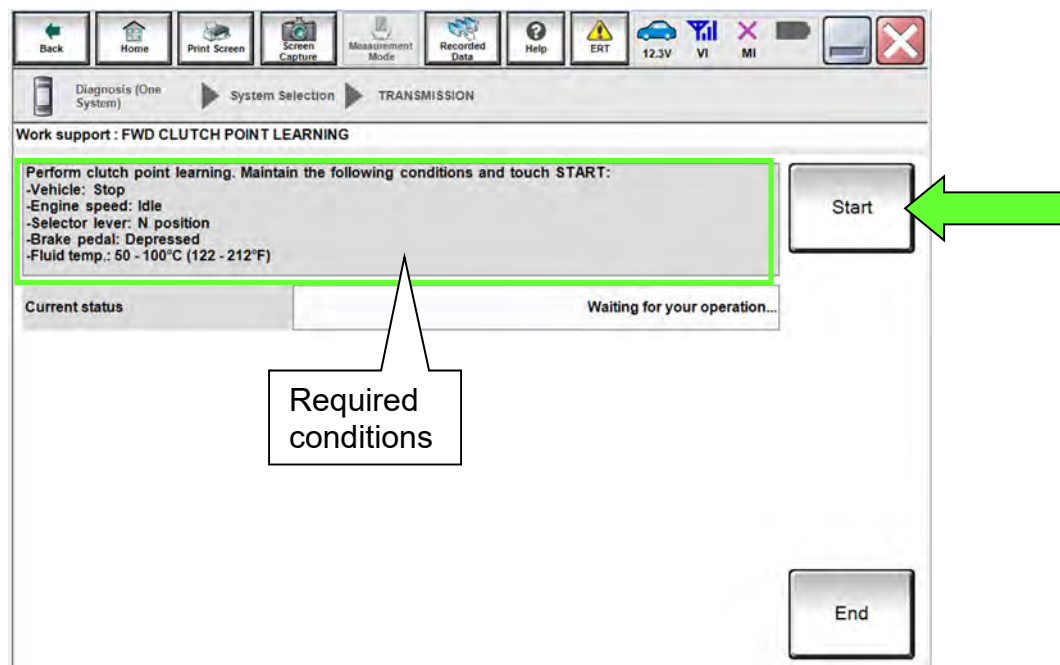 Back
Home
Print Screen
Screen
Capture
Measurement
Mode
Recorded
Data
Help
ERT
12.3V
VI
MI
Diagnosis (One
System)
System Selection
TRANSMISSION
Work support : FWD CLUTCH POINT LEARNING
Perform clutch point learning. Maintain the following conditions and touch START:
-Vehicle: Stop
-Engine speed: Idle
-Selector lever: N position
-Brake pedal: Depressed
-Fluid temp.: 50 - 100°C (122 - 212°F)
Start
Current status
Waiting for your operation...
Required
conditions
End